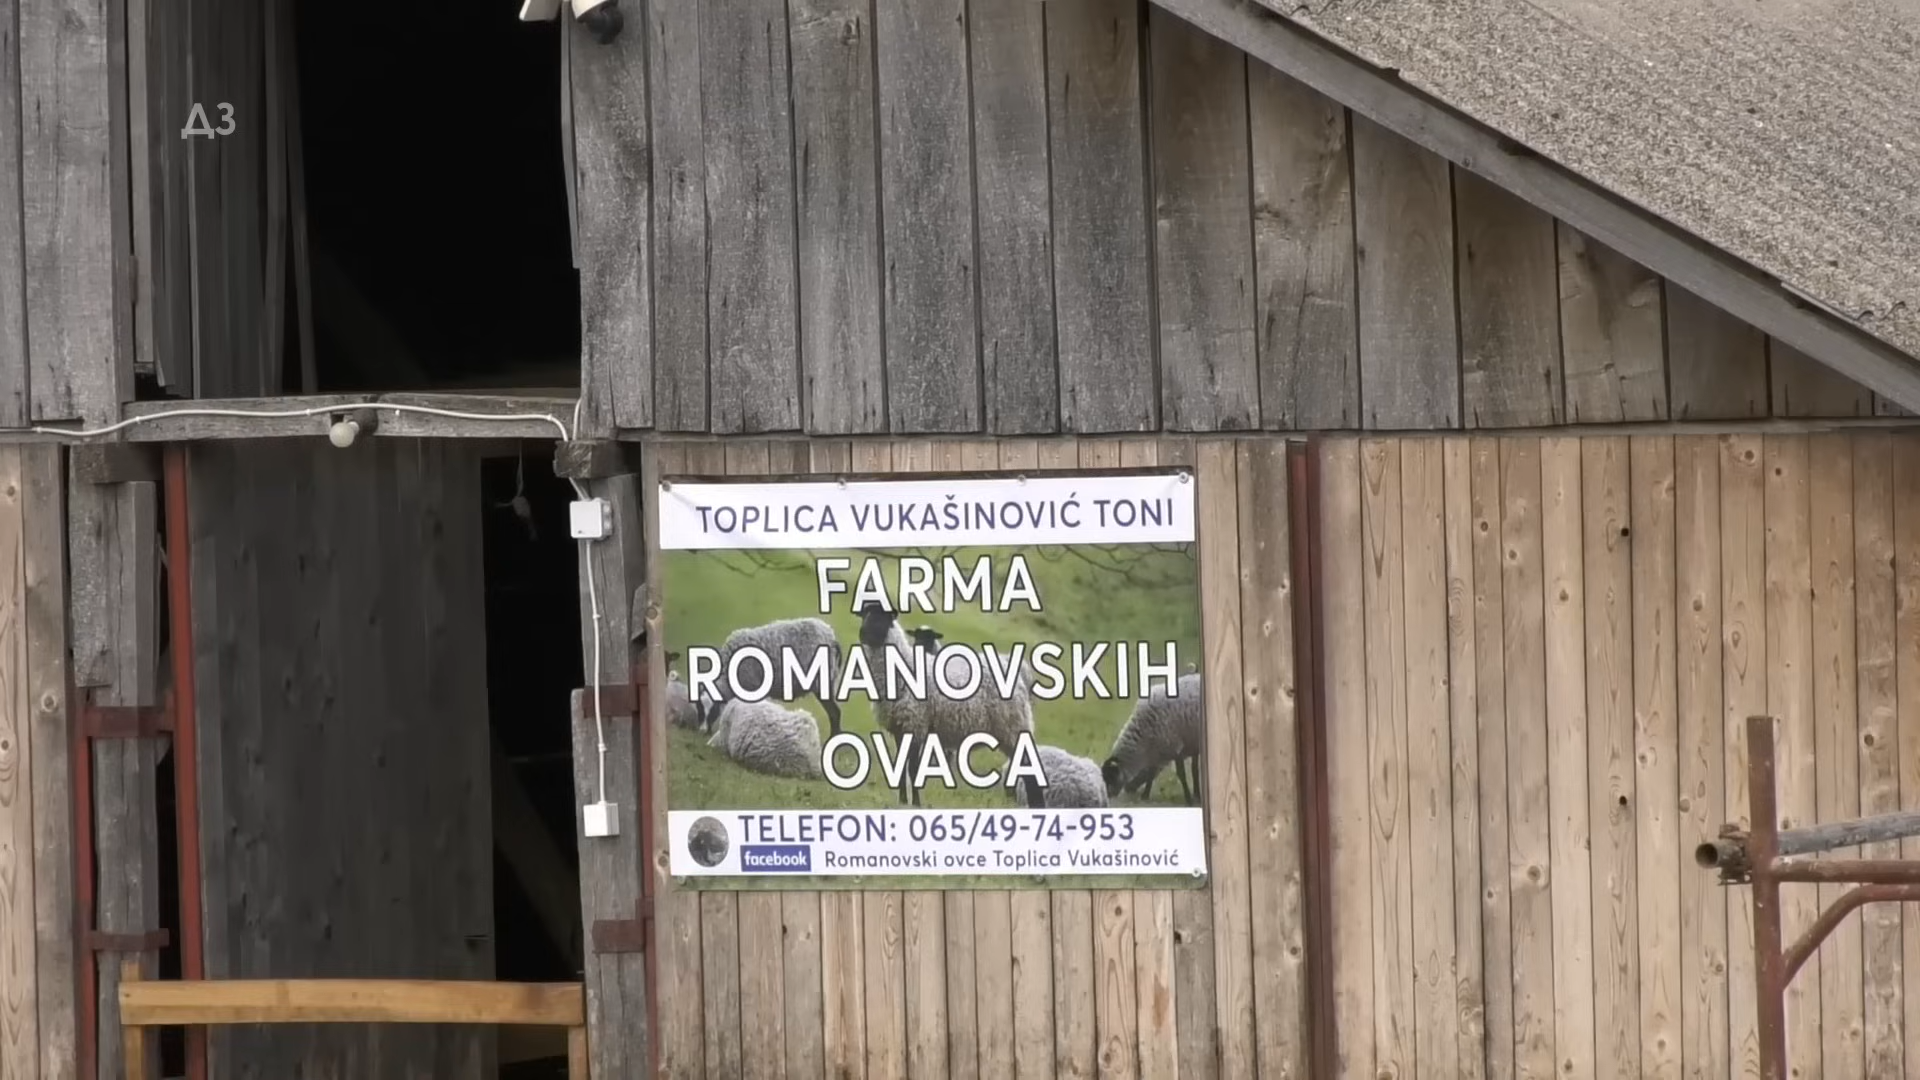 Д3
TOPLICA VUKAŠINOVIĆ TONI
FARMA
ROMANOVSKIH
OVACA
TELEFON: 065/49-74-953
facebook Romanovski ovce Toplica Vukašinović